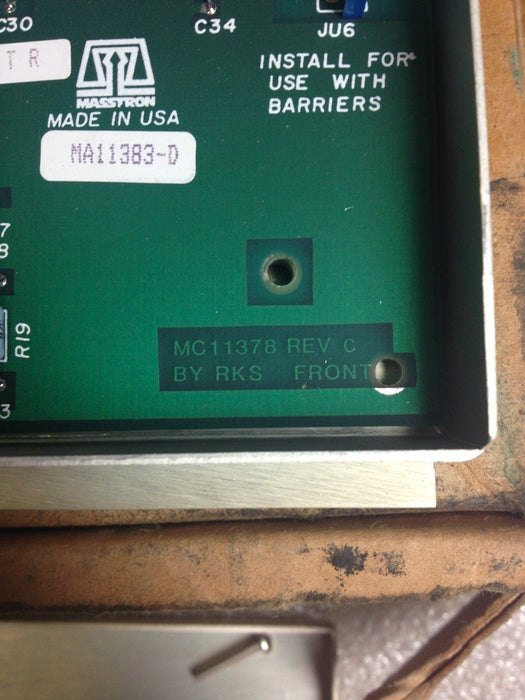 C30
C34
JU6
T R
INSTALL FOR
USE WITH
BARRIERS
MASSTRON
MADE IN USA
MA11383-D
7
8
R19
MC11378 REV C
BY RKS FRONT
3